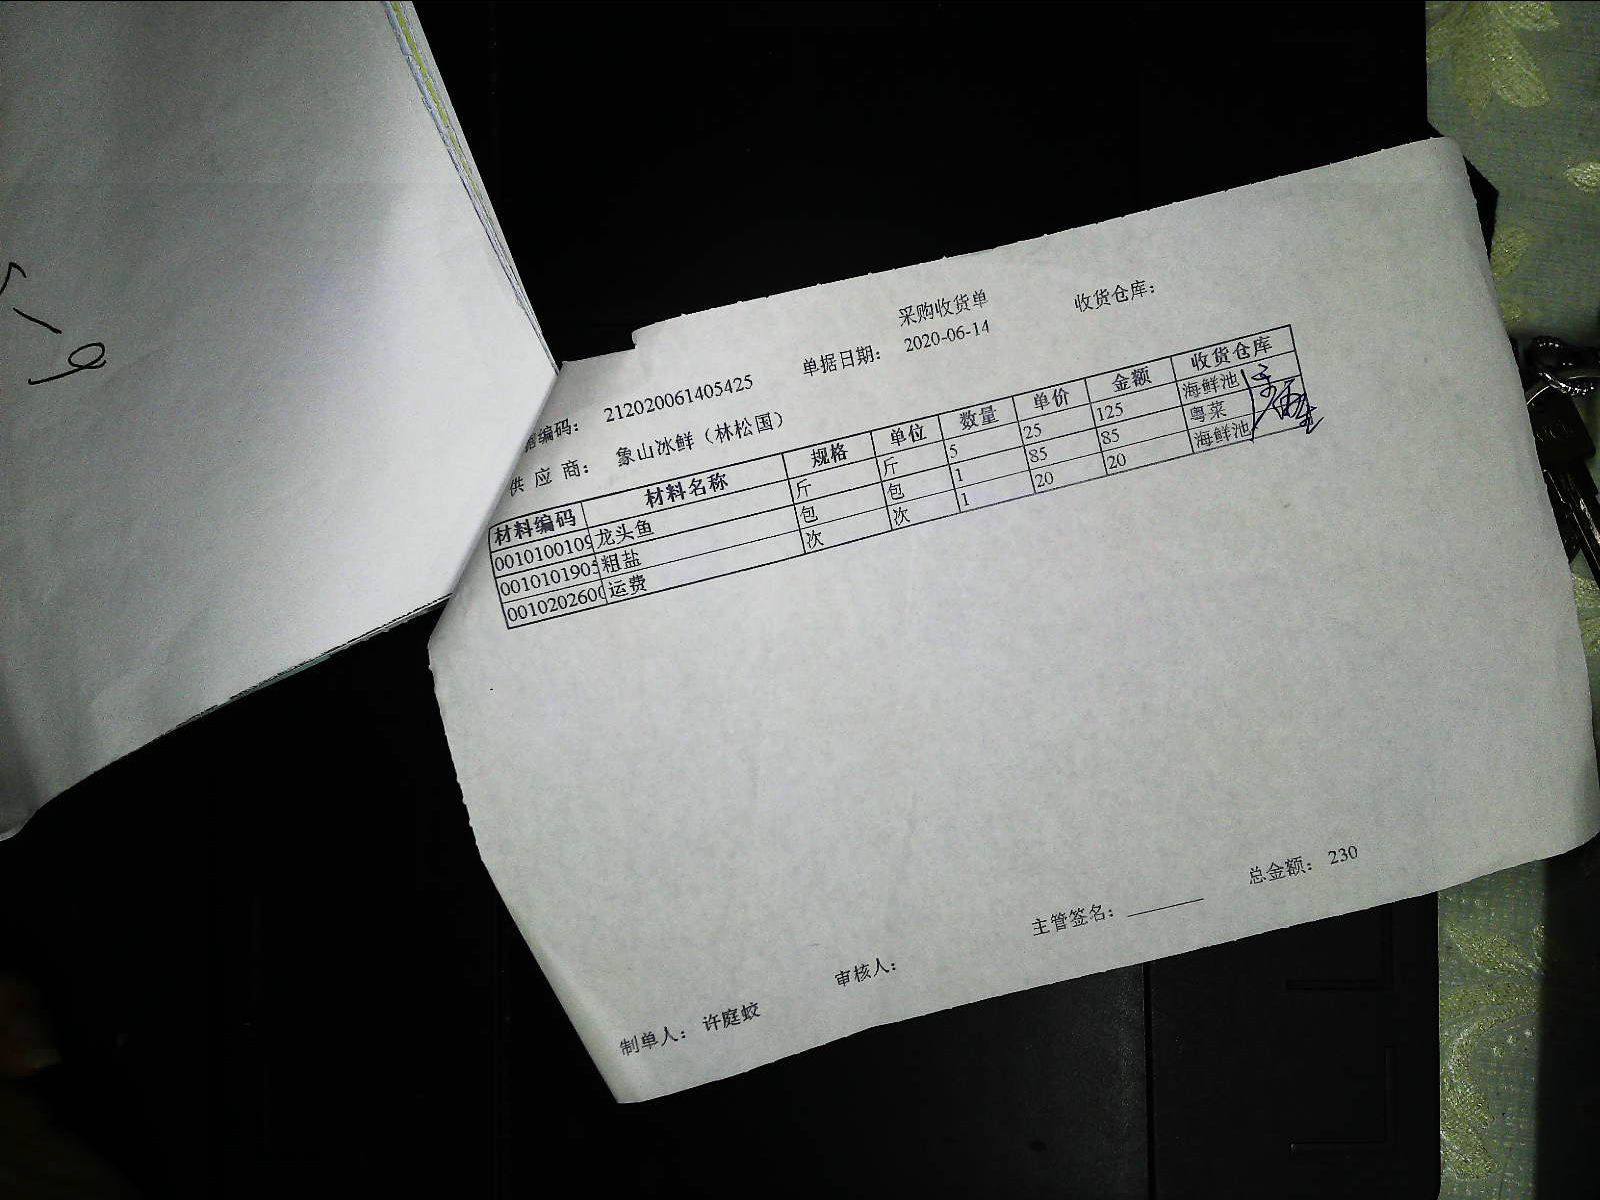 采购收货单
收货仓库：
单据日期： 2020-06-14
据编码： 212020061405425
供 应 商： 象山冰鲜（林松国）
材料编码 材料名称 规格 单位 数量 单价 金额 收货仓库
0010100109 龙头鱼 斤 斤 5 25 125 海鲜池
0010101905 粗盐 包 包 1 85 85 粤菜
0010202600 运费 次 次 1 20 20 海鲜池
制单人： 许庭蛟 审核人： 主管签名： 总金额： 230